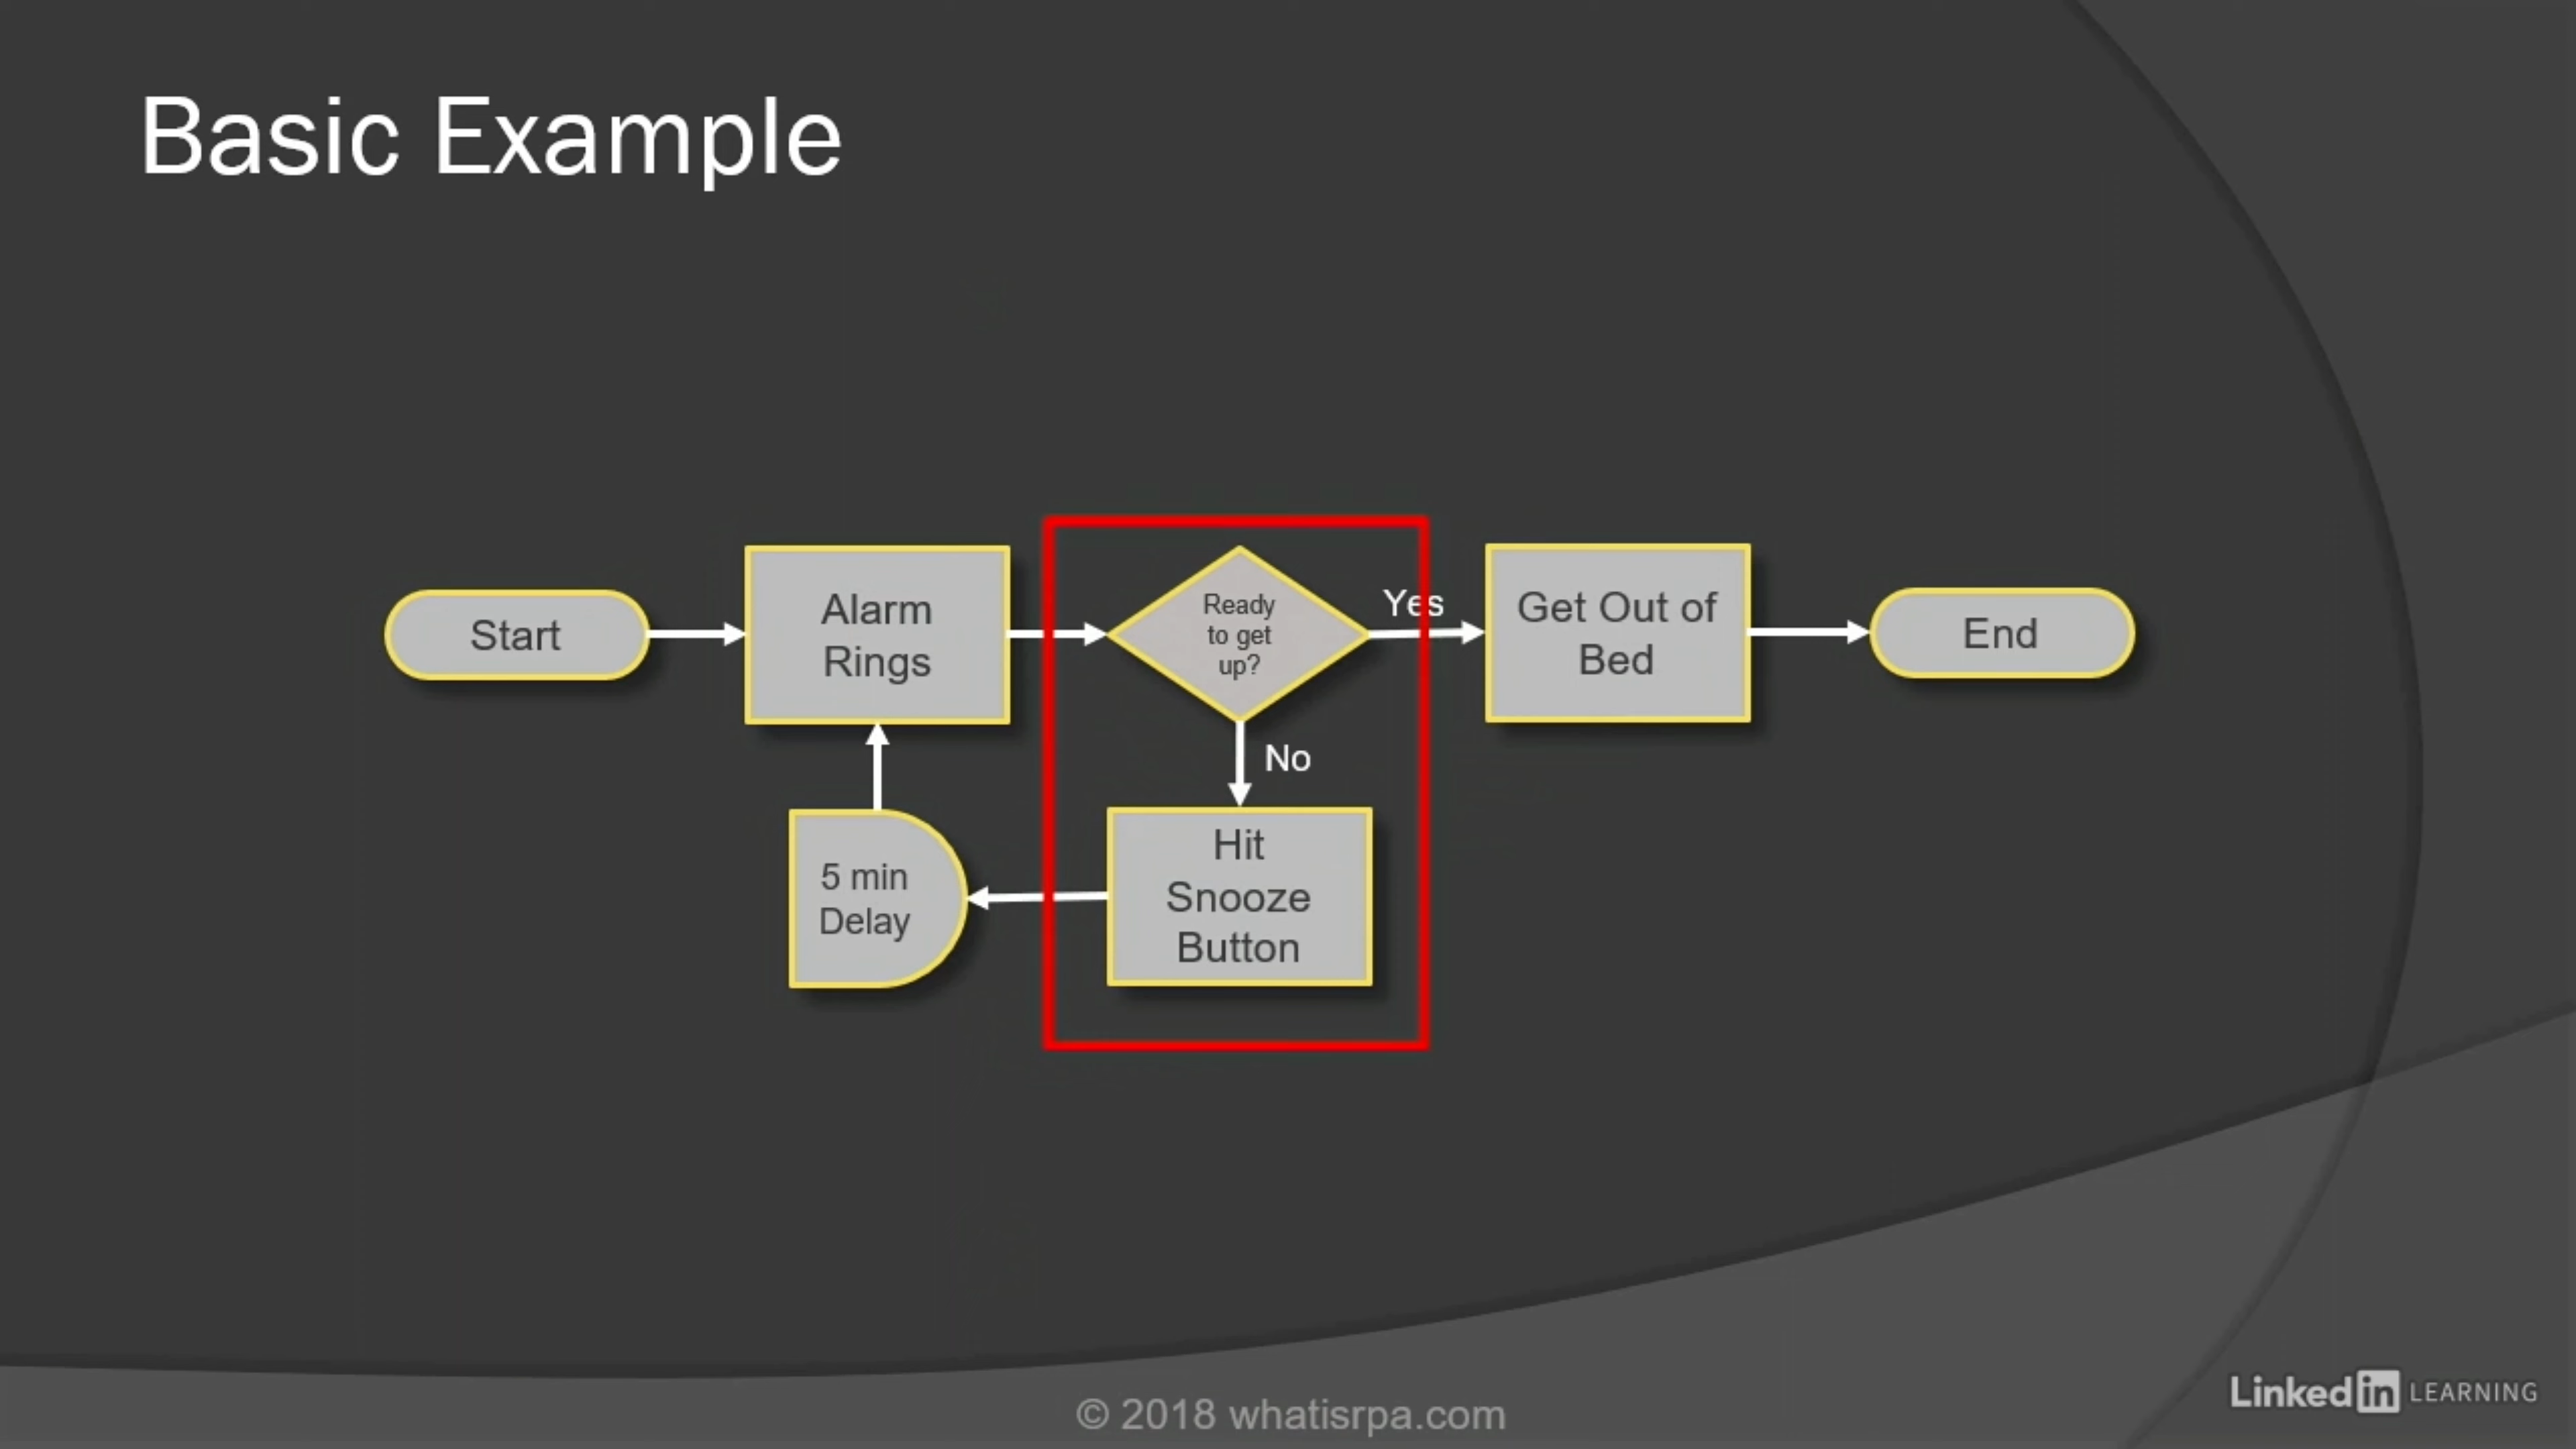 Basic Example
Start
Alarm
Rings
Ready
to get
up?
Yes
Get Out of
Bed
End
No
Hit
Snooze
Button
5 min
Delay
© 2018 whatisrpa.com
Linked in LEARNING